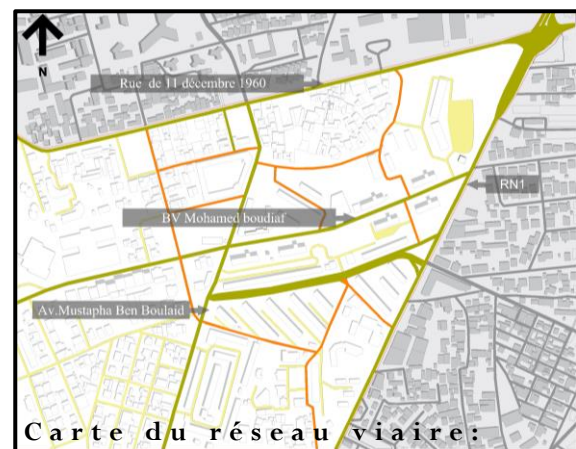 N
Rue de 11 décembre 1960
RN1
BV Mohamed boudiaf
Av.Mustapha Ben Boulaid
Carte du réseau viaire: